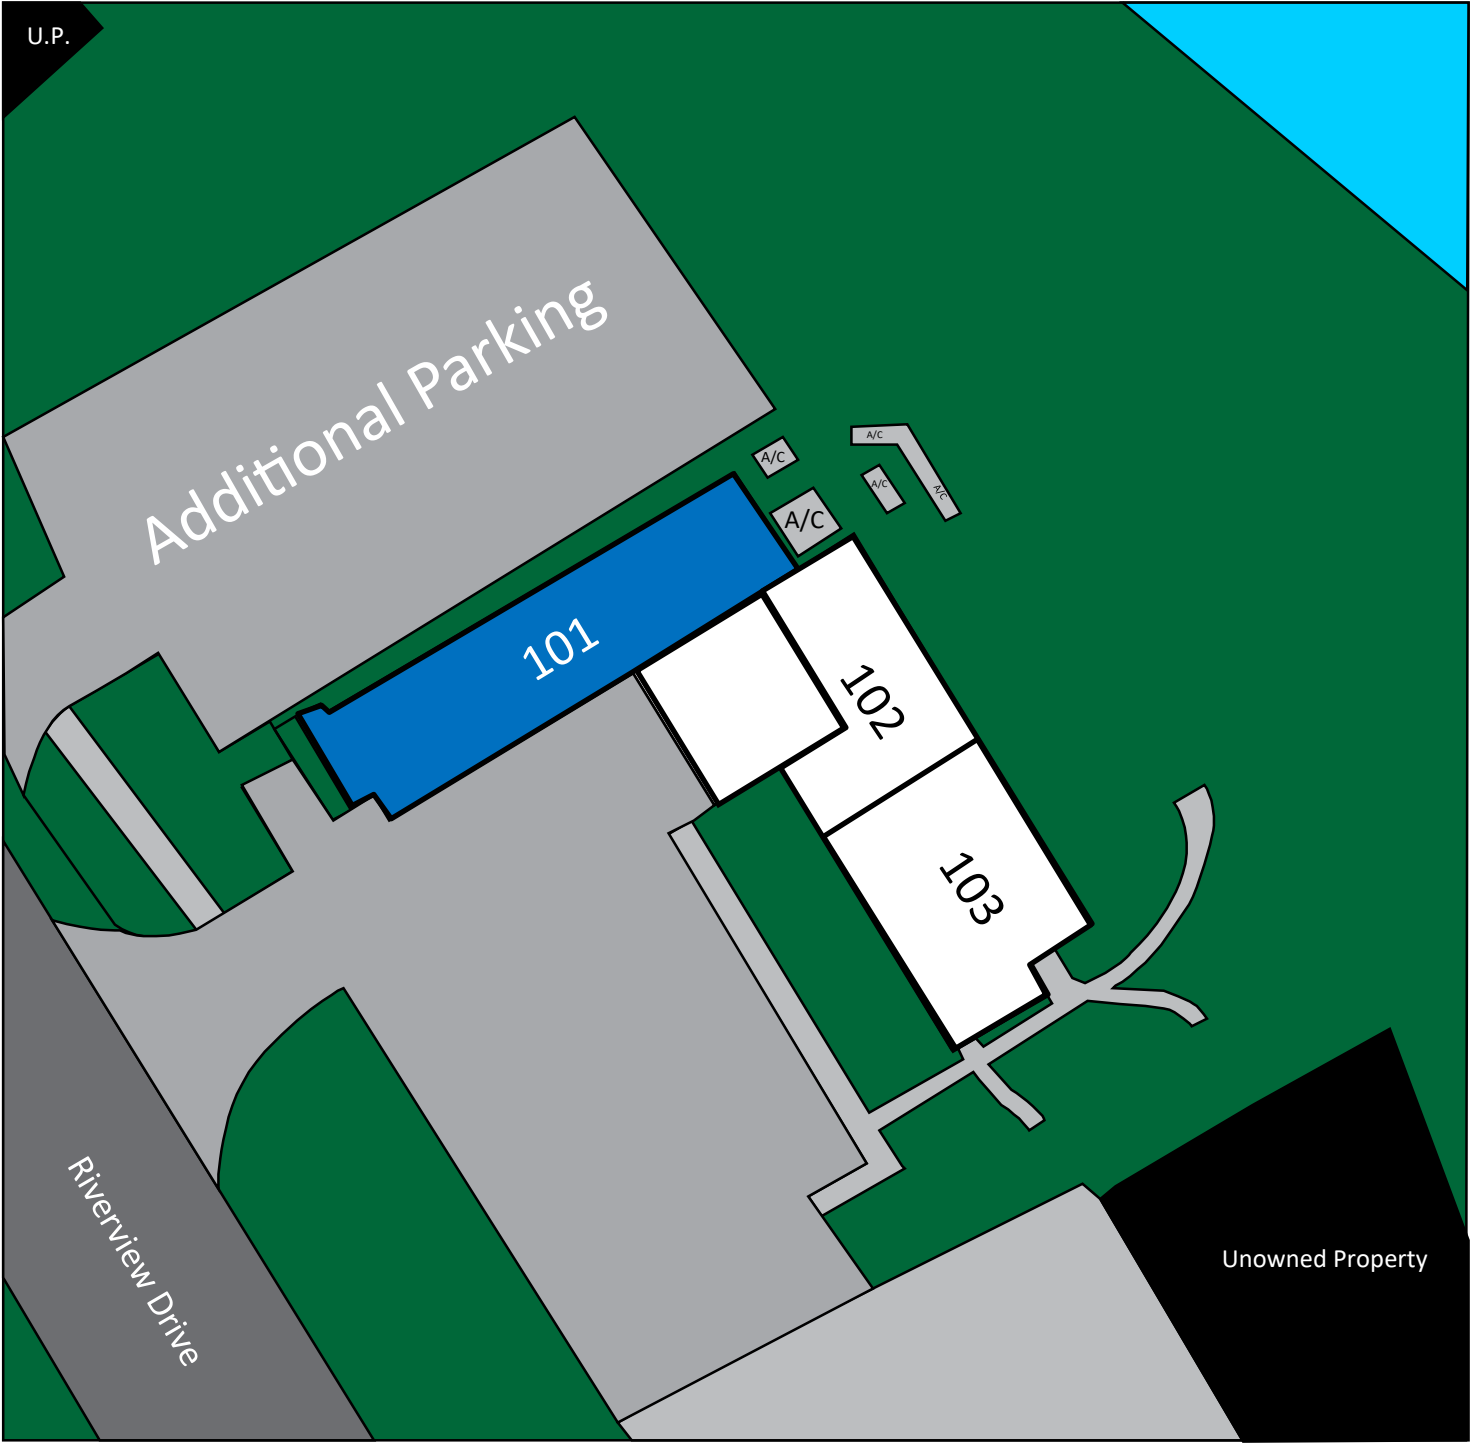 U.P.
Additional Parking
A/C
A/C
A/C
A/C
A/C
101
102
103
Riverview Drive
Unowned Property